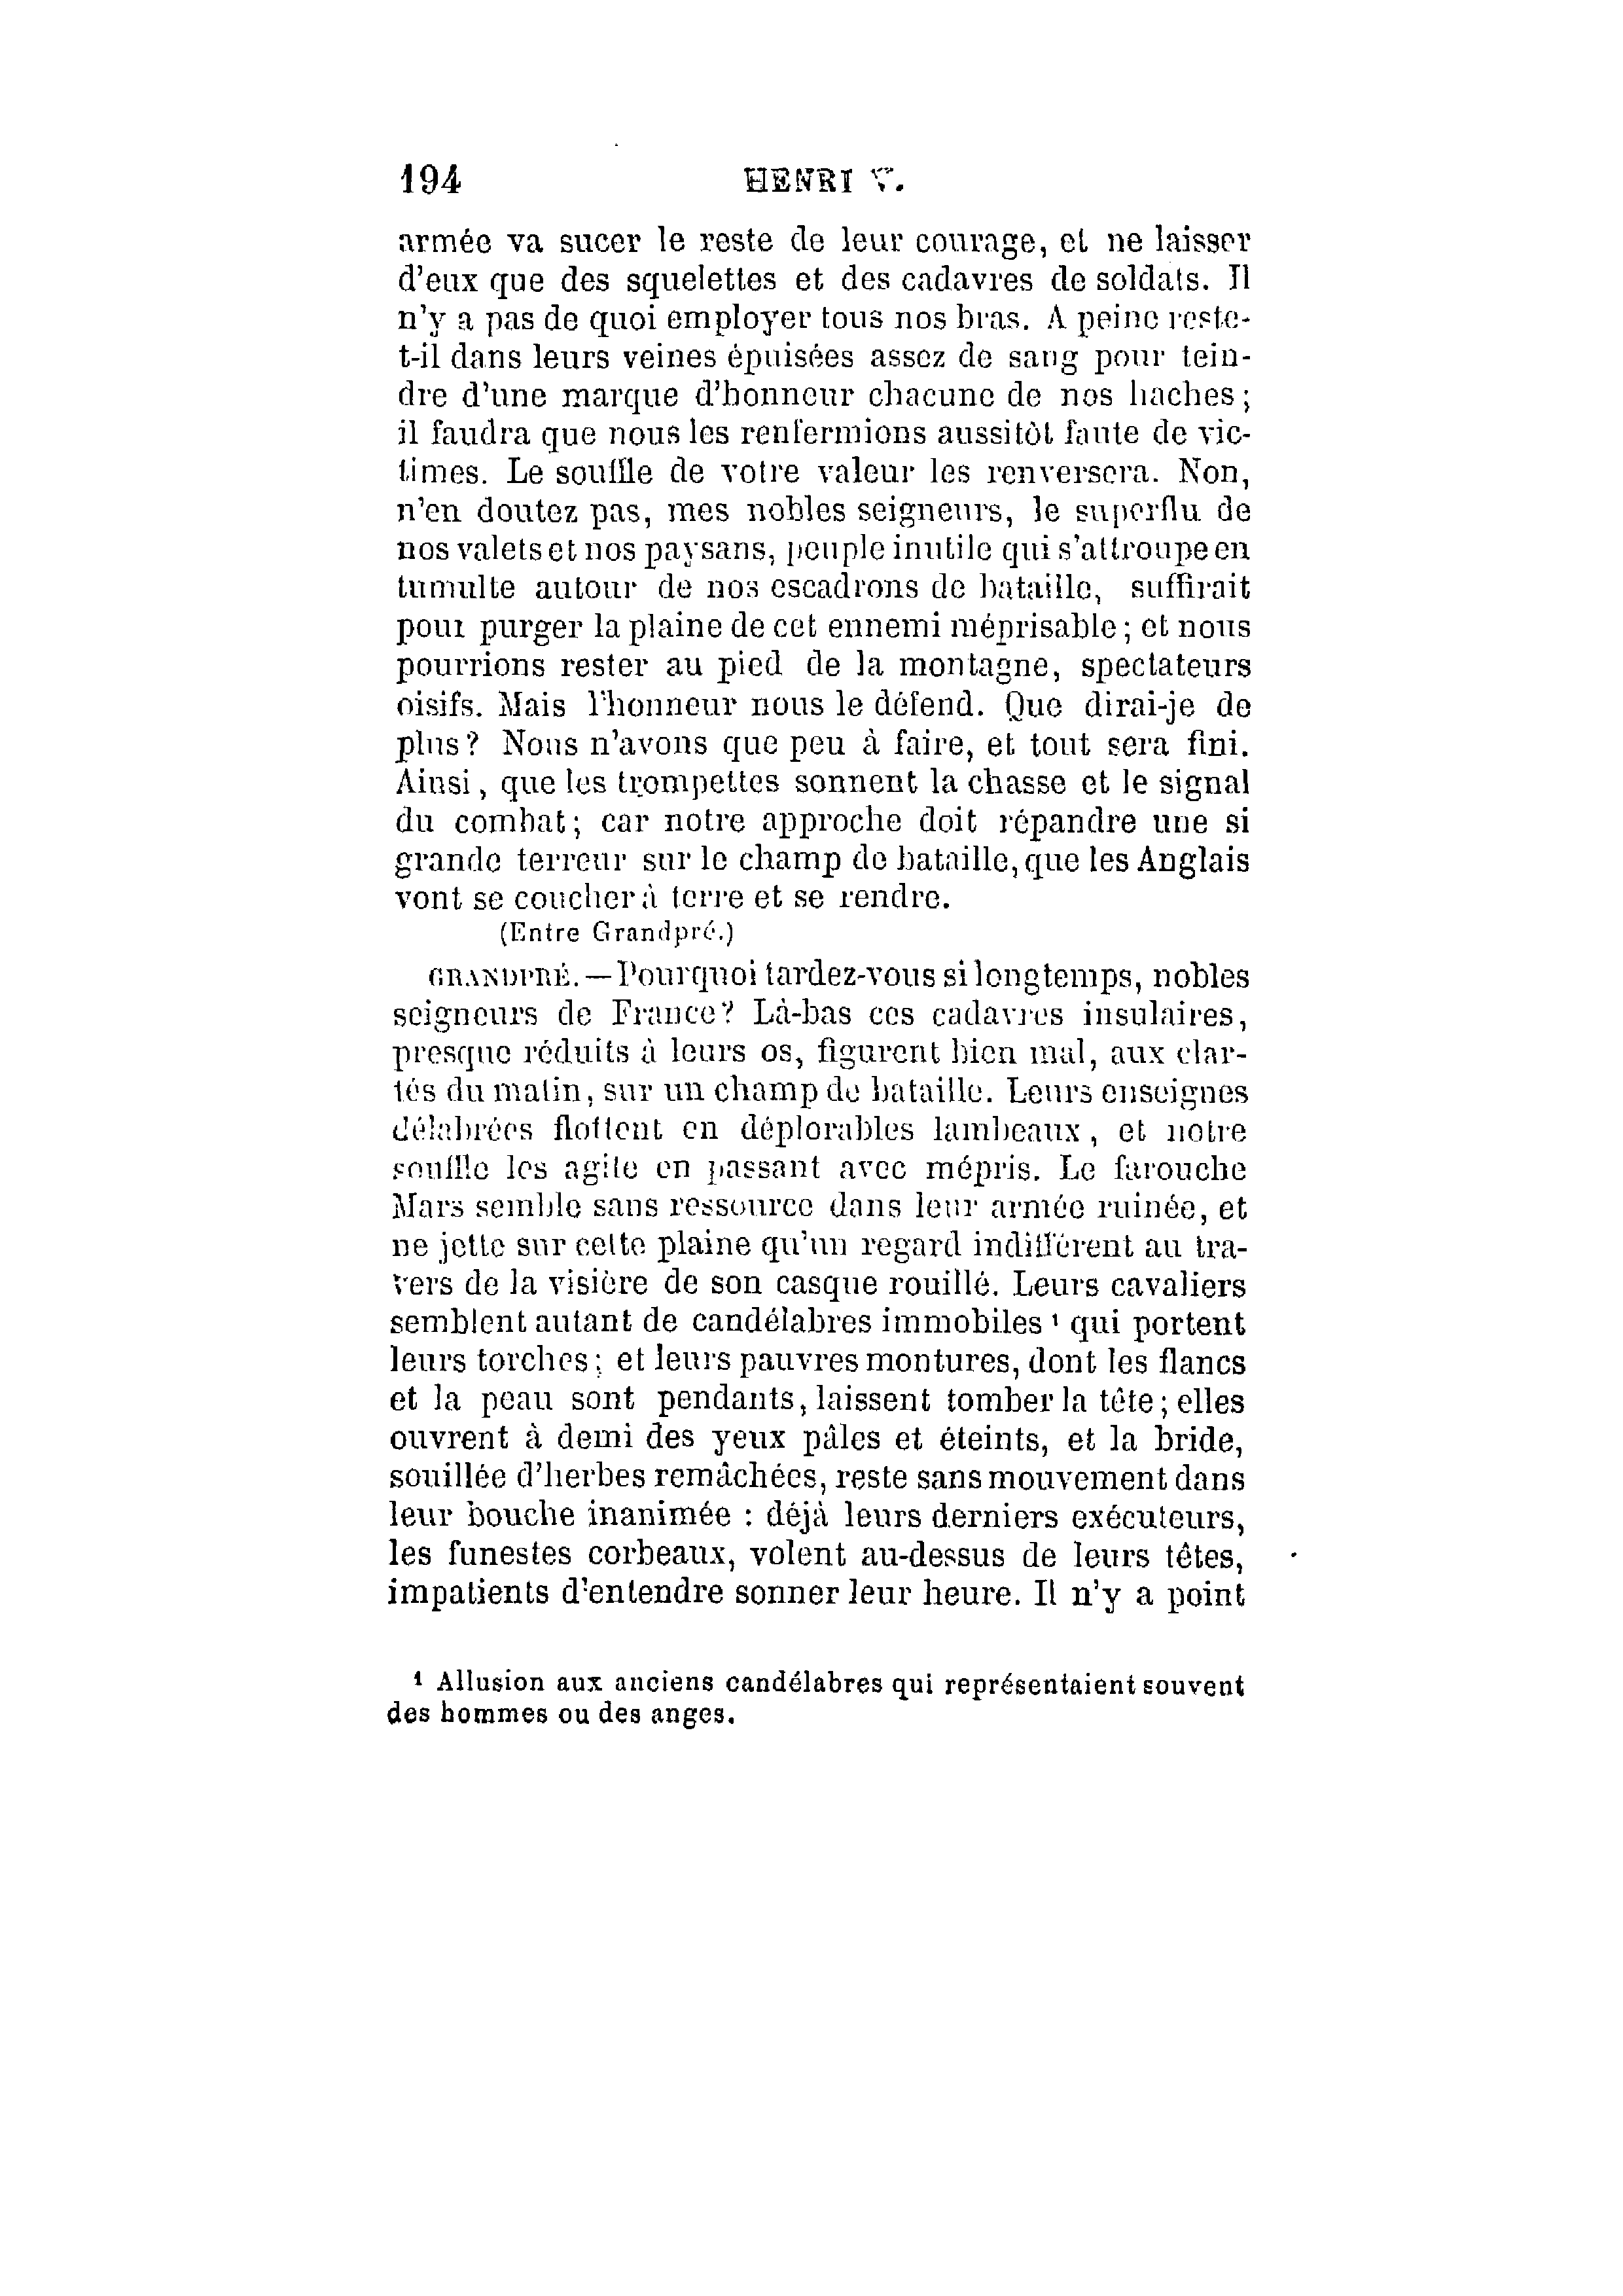 194 HENRI V.
armée va sucer le reste de leur courage, et ne laisser
d'eux que des squelettes et des cadavres de soldats. Il
n'y a pas de quoi employer tous nos bras. A peine reste-
t-il dans leurs veines épuisées assez de sang pour tein-
dre d'une marque d'honneur chacune de nos haches;
il faudra que nous les renfermions aussitôt faute de vic-
times. Le souffle de votre valeur les renversera. Non,
n'en doutez pas, mes nobles seigneurs, le superflu de
nos valets et nos paysans, peuple inutile qui s'attroupe en
tumulte autour de nos escadrons de bataille, suffirait
pour purger la plaine de cet ennemi méprisable; et nous
pourrions rester au pied de la montagne, spectateurs
oisifs. Mais l'honneur nous le défend. Que dirai-je de
plus? Nous n'avons que peu à faire, et tout sera fini.
Ainsi, que les trompettes sonnent la chasse et le signal
du combat; car notre approche doit répandre une si
grande terreur sur le champ de bataille, que les Anglais
vont se coucher à terre et se rendre.
(Entre Grandpré.)
GRANDPRÉ.—Pourquoi tardez-vous si longtemps, nobles
seigneurs de France? Là-bas ces cadavres insulaires,
presque réduits à leurs os, figurent bien mal, aux clar-
tés du matin, sur un champ de bataille. Leurs enseignes
délabrées flottent en déplorables lambeaux, et notre
souffle les agite en passant avec mépris. Le farouche
Mars semble sans ressource dans leur armée ruinée, et
ne jette sur cette plaine qu'un regard indifférent au tra-
vers de la visière de son casque rouillé. Leurs cavaliers
semblent autant de candélabres immobiles ¹ qui portent
leurs torches; et leurs pauvres montures, dont les flancs
et la peau sont pendants, laissent tomber la tête; elles
ouvrent à demi des yeux pâles et éteints, et la bride,
souillée d'herbes remâchées, reste sans mouvement dans
leur bouche inanimée : déjà leurs derniers exécuteurs,
les funestes corbeaux, volent au-dessus de leurs têtes,
impatients d'entendre sonner leur heure. Il n'y a point
¹ Allusion aux anciens candélabres qui représentaient souvent
des hommes ou des anges.